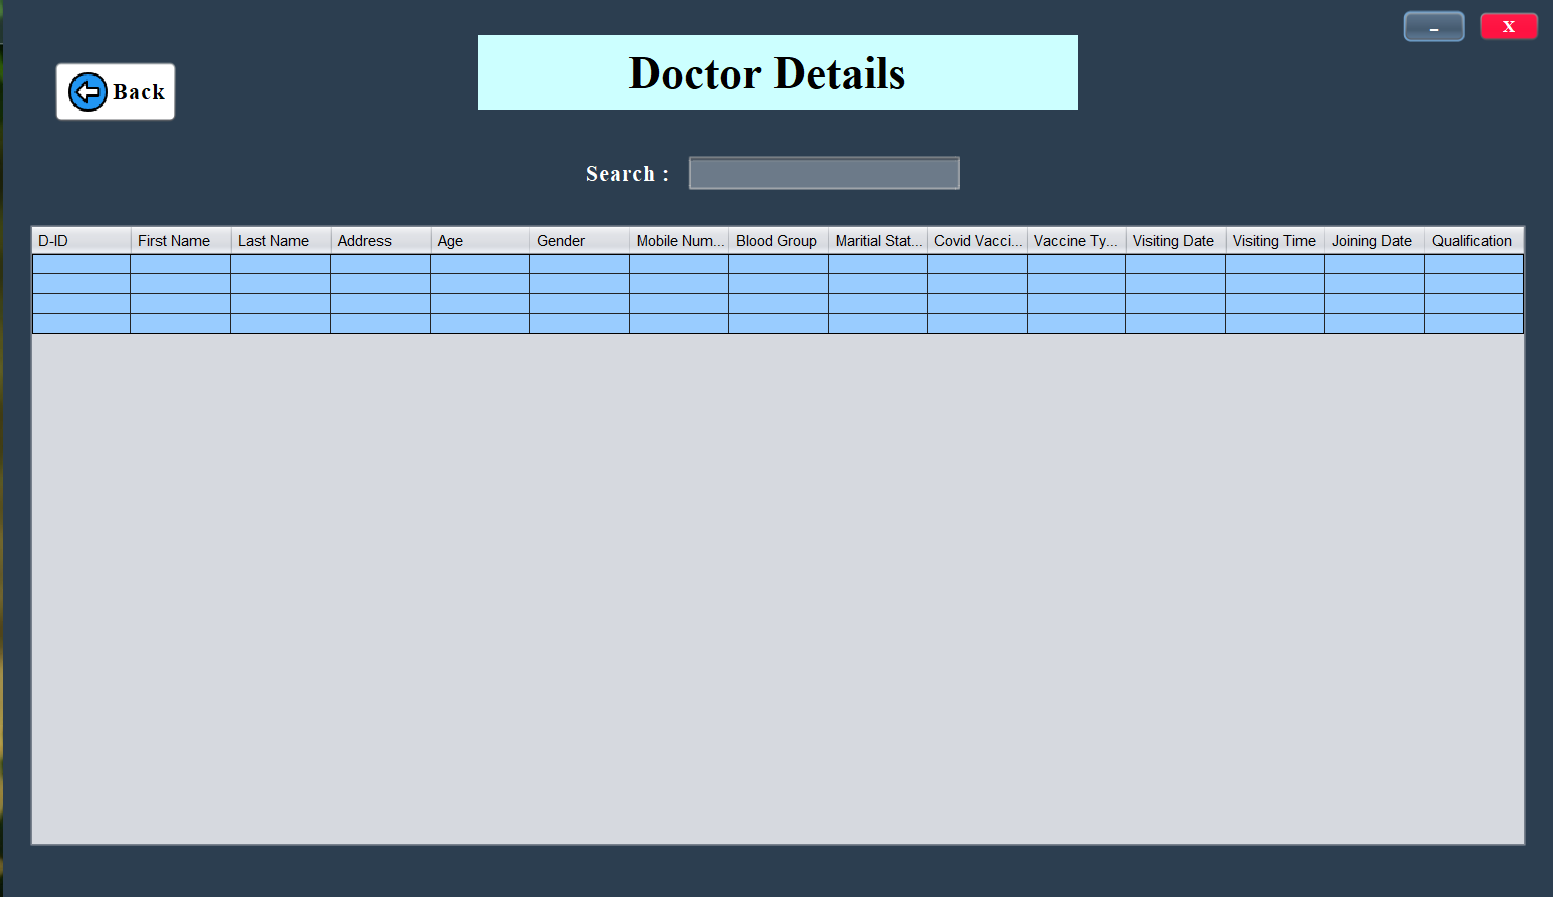 - X
Doctor Details
Back
Search :
D-ID First Name Last Name Address Age Gender Mobile Num... Blood Group Maritial Stat... Covid Vacci... Vaccine Ty... Visiting Date Visiting Time Joining Date Qualification